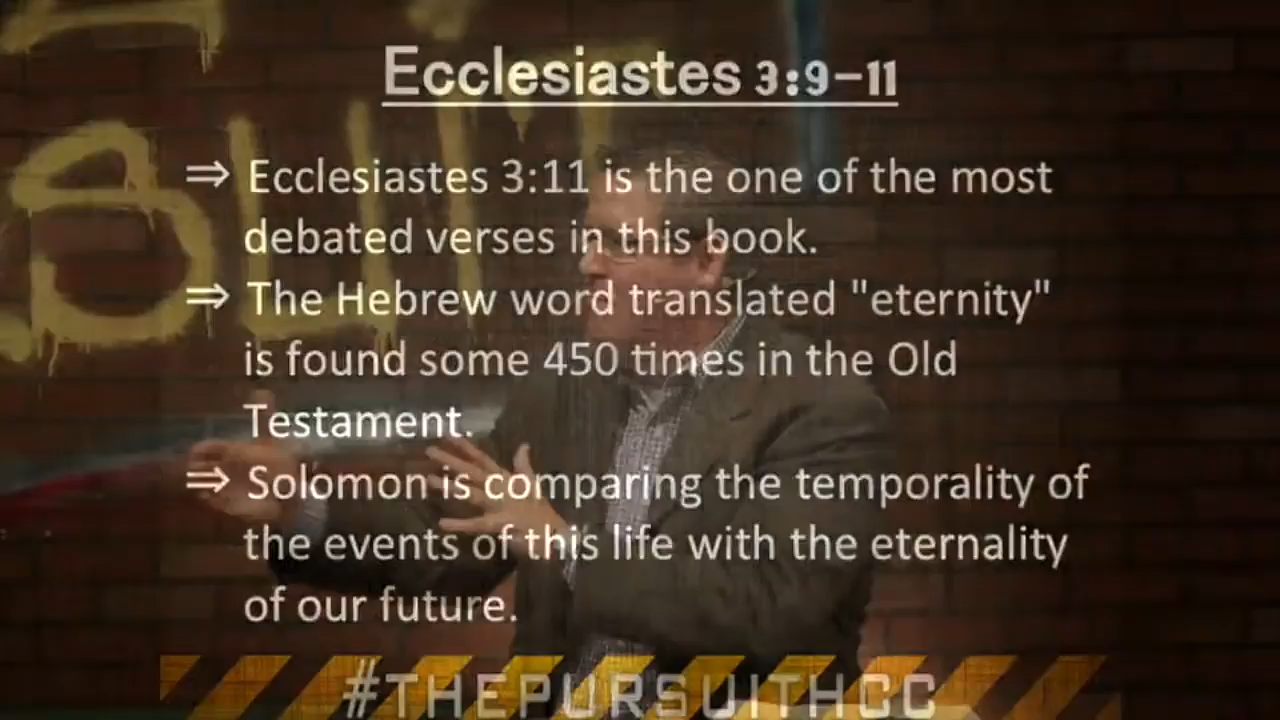 Ecclesiastes 3:9-11
⇒ Ecclesiastes 3:11 is the one of the most
debated verses in this book.
⇒ The Hebrew word translated "eternity"
is found some 450 times in the Old
Testament.
⇒ Solomon is comparing the temporality of
the events of this life with the eternality
of our future.
#THEPURSUITHCC